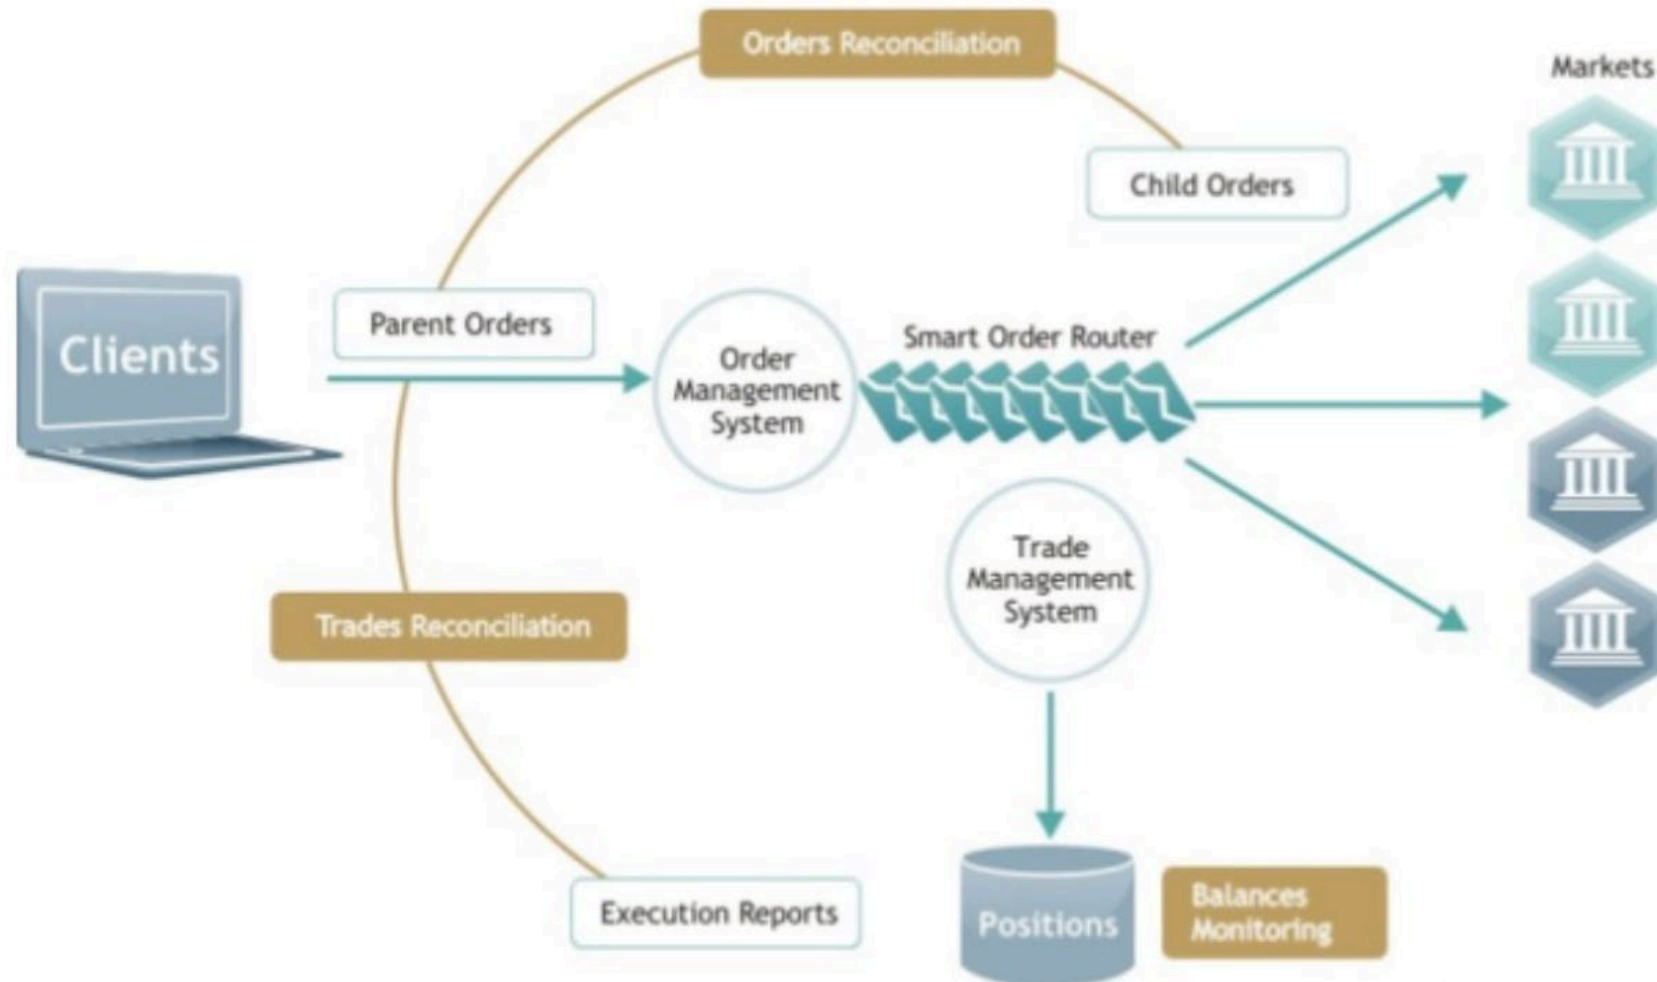 Orders Reconciliation
Markets
Child Orders
Parent Orders
Clients
Order
Management
System
Smart Order Router
Trade
Management
System
Trades Reconciliation
Execution Reports
Positions
Balances
Monitoring